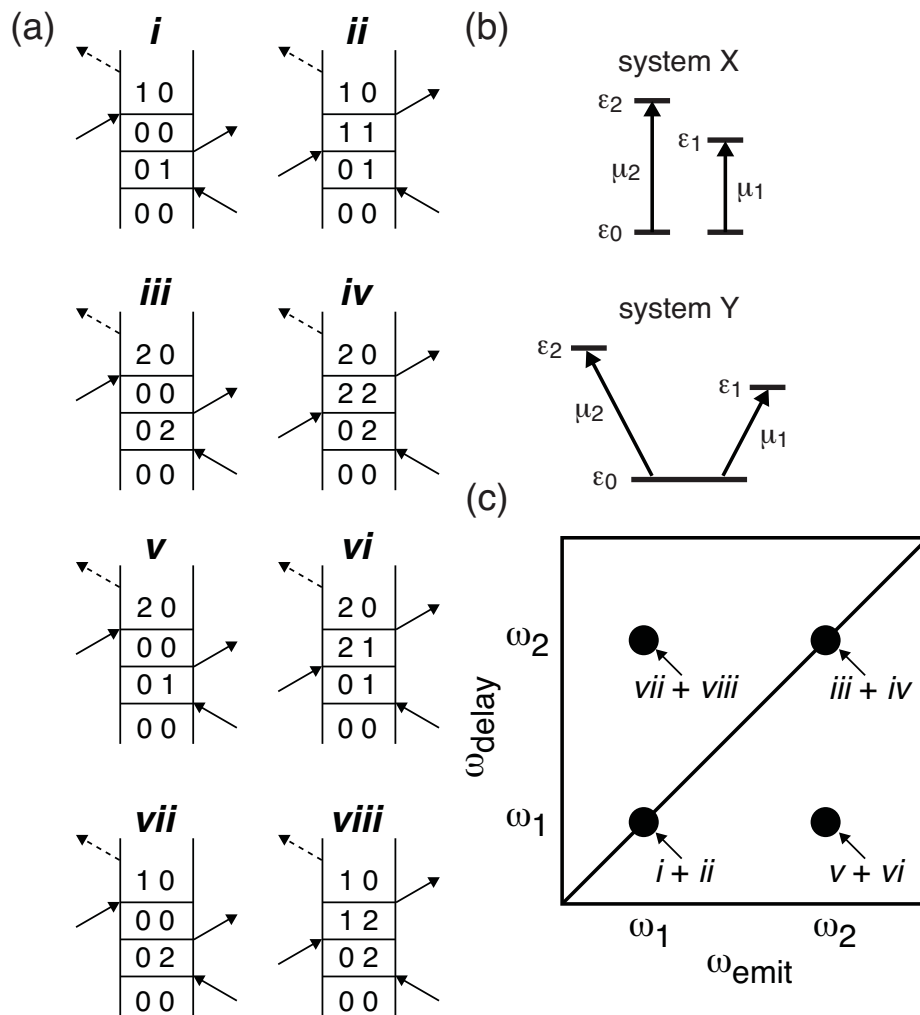 (a)
i
1 0
0 0
0 1
0 0
ii
1 0
1 1
0 1
0 0
iii
2 0
0 0
0 2
0 0
iv
2 0
2 2
0 2
0 0
v
2 0
0 0
0 1
0 0
vi
2 0
2 1
0 1
0 0
vii
1 0
0 0
0 2
0 0
viii
1 0
1 2
0 2
0 0
(b)
system X
ε2
ε1
μ2
μ1
ε0
system Y
ε2
ε1
μ2
μ1
ε0
(c)
ω2
vii + viii
iii + iv
ωdelay
ω1
i + ii
v + vi
ω1
ω2
ωemit